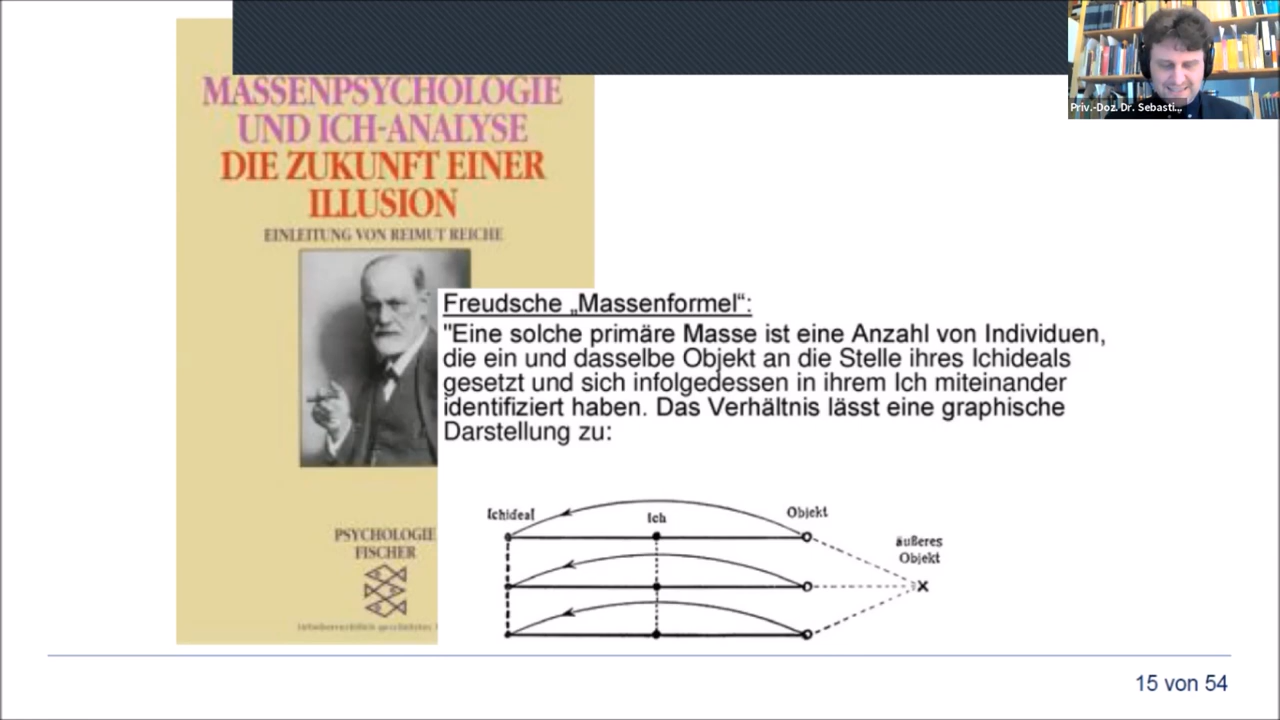 Priv.-Doz. Dr. Sebasti...
MASSENPSYCHOLOGIE
UND ICH-ANALYSE
DIE ZUKUNFT EINER
ILLUSION
EINLEITUNG VON REIMUT REICHE
Freudsche „Massenformel“:
"Eine solche primäre Masse ist eine Anzahl von Individuen,
die ein und dasselbe Objekt an die Stelle ihres Ichideals
gesetzt und sich infolgedessen in ihrem Ich miteinander
identifiziert haben. Das Verhältnis lässt eine graphische
Darstellung zu:
Ichideal
Ich
Objekt
äußeres
Objekt
x
PSYCHOLOGIE
FISCHER
Urheberrechtlich geschütztes
15 von 54